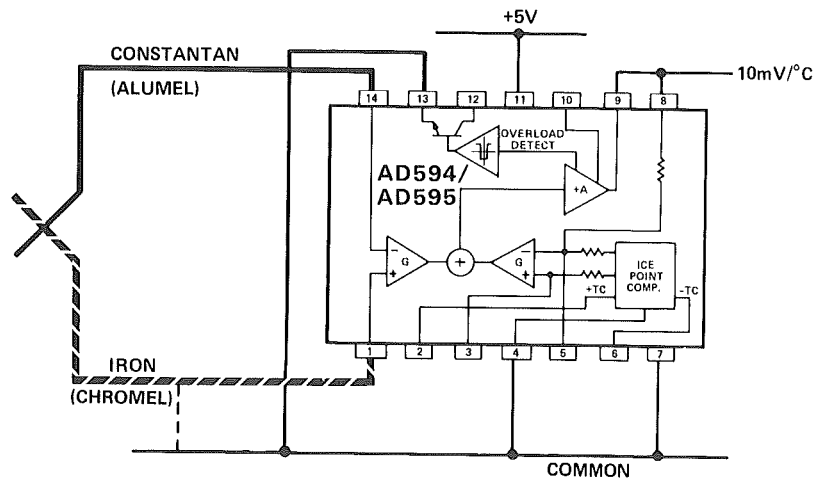 +5V
CONSTANTAN
(ALUMEL)
10mV/°C
14 13 12 11 10 9 8
OVERLOAD
DETECT
AD594/
AD595
+A
- G +
+
- G +
ICE
POINT
COMP.
+TC
-TC
1 2 3 4 5 6 7
IRON
(CHROMEL)
COMMON